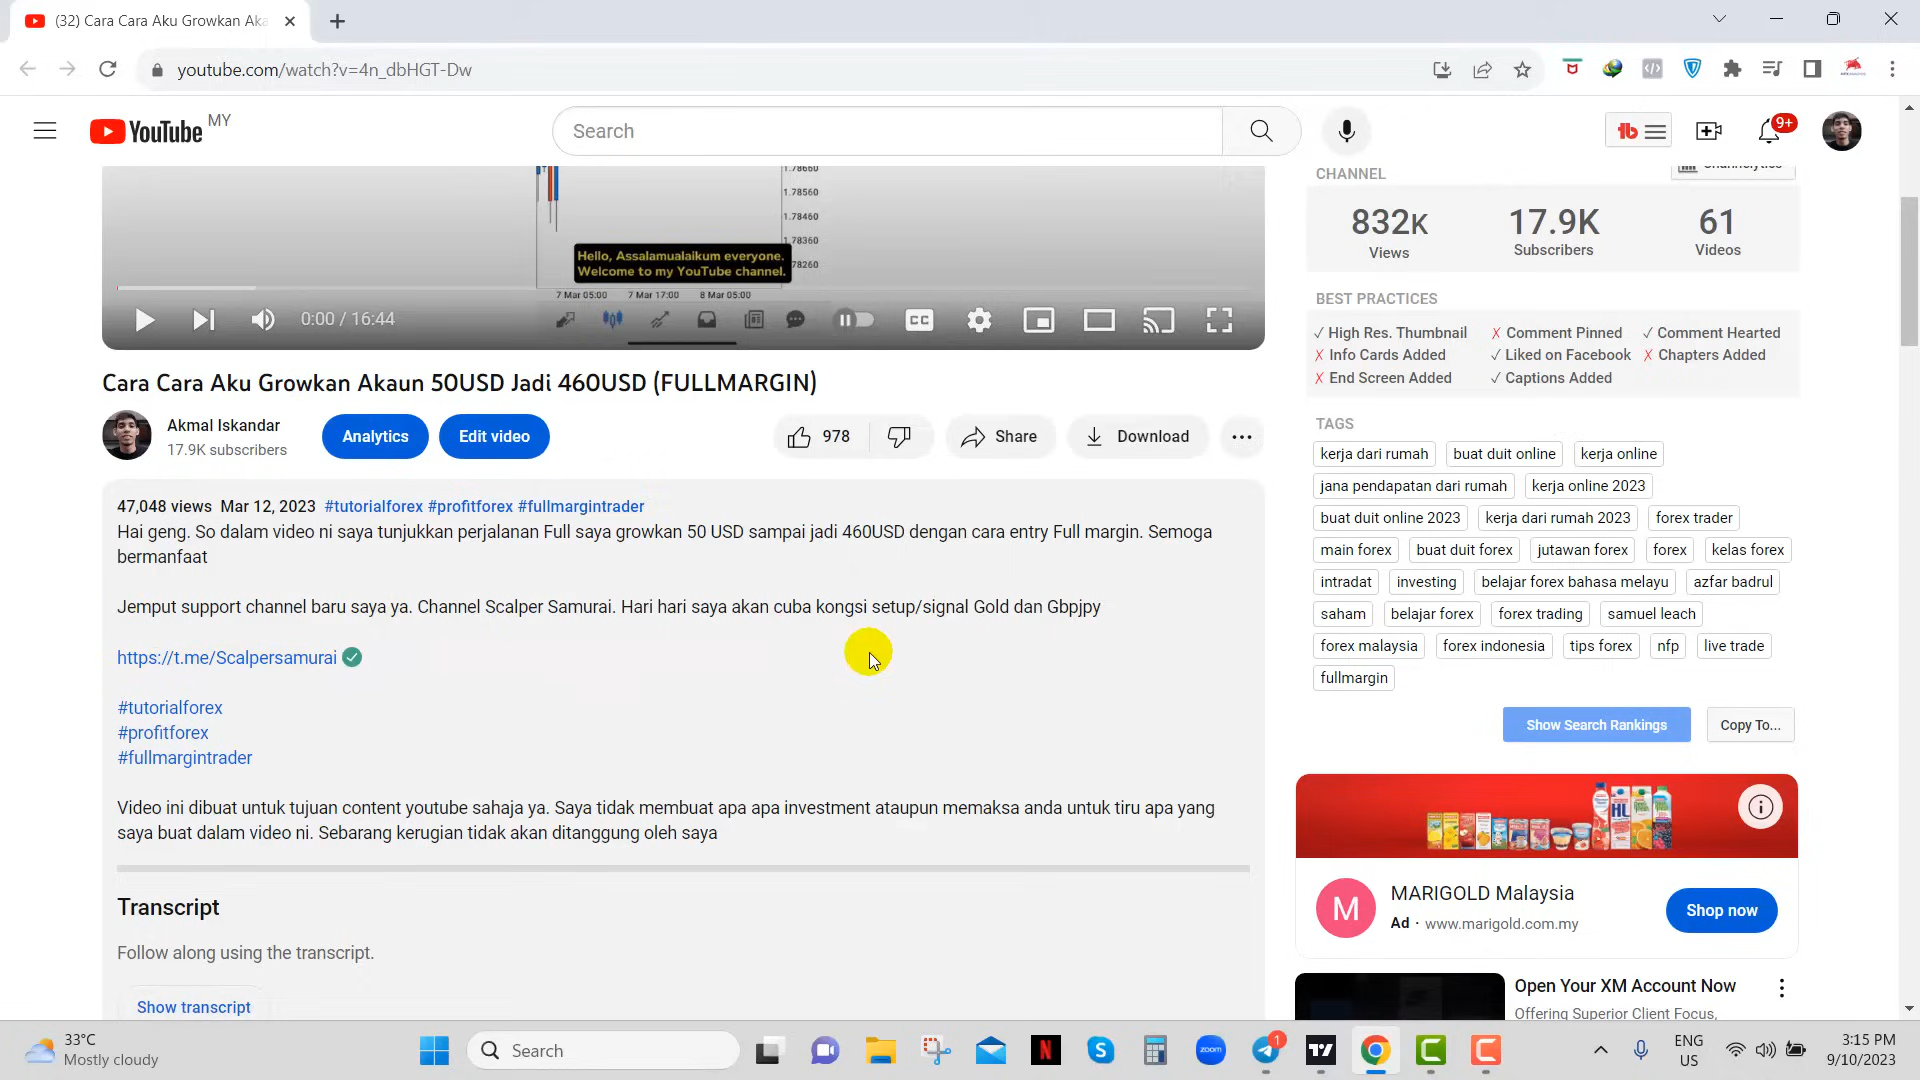 (32) Cara Cara Aku Growkan Aka
youtube.com/watch?v=4n_dbHGT-Dw
YouTube MY
Search
9+
1.78660
1.78560
1.78460
1.78360
78260
Hello, Assalamualaikum everyone.
Welcome to my YouTube channel.
7 Mar 05:00 7 Mar 17:00 8 Mar 05:00
0:00 / 16:44
CC
Cara Cara Aku Growkan Akaun 50USD Jadi 460USD (FULLMARGIN)
Akmal Iskandar
17.9K subscribers
Analytics
Edit video
978
Share
Download
47,048 views Mar 12, 2023 #tutorialforex #profitforex #fullmargintrader
Hai geng. So dalam video ni saya tunjukkan perjalanan Full saya growkan 50 USD sampai jadi 460USD dengan cara entry Full margin. Semoga
bermanfaat
Jemput support channel baru saya ya. Channel Scalper Samurai. Hari hari saya akan cuba kongsi setup/signal Gold dan Gbpjpy
https://t.me/Scalpersamurai
#tutorialforex
#profitforex
#fullmargintrader
Video ini dibuat untuk tujuan content youtube sahaja ya. Saya tidak membuat apa apa investment ataupun memaksa anda untuk tiru apa yang
saya buat dalam video ni. Sebarang kerugian tidak akan ditanggung oleh saya
Transcript
Follow along using the transcript.
Show transcript
CHANNEL
832K 17.9K 61
Views Subscribers Videos
BEST PRACTICES
✓ High Res. Thumbnail ✗ Comment Pinned ✓ Comment Hearted
✗ Info Cards Added ✓ Liked on Facebook ✗ Chapters Added
✗ End Screen Added ✓ Captions Added
TAGS
kerja dari rumah buat duit online kerja online
jana pendapatan dari rumah kerja online 2023
buat duit online 2023 kerja dari rumah 2023 forex trader
main forex buat duit forex jutawan forex forex kelas forex
intradat investing belajar forex bahasa melayu azfar badrul
saham belajar forex forex trading samuel leach
forex malaysia forex indonesia tips forex nfp live trade
fullmargin
Show Search Rankings
Copy To...
HL
M
MARIGOLD Malaysia
Ad · www.marigold.com.my
Shop now
Open Your XM Account Now
Offering Superior Client Focus,
33°C
Mostly cloudy
Search
zoom
1
ENG
US
3:15 PM
9/10/2023